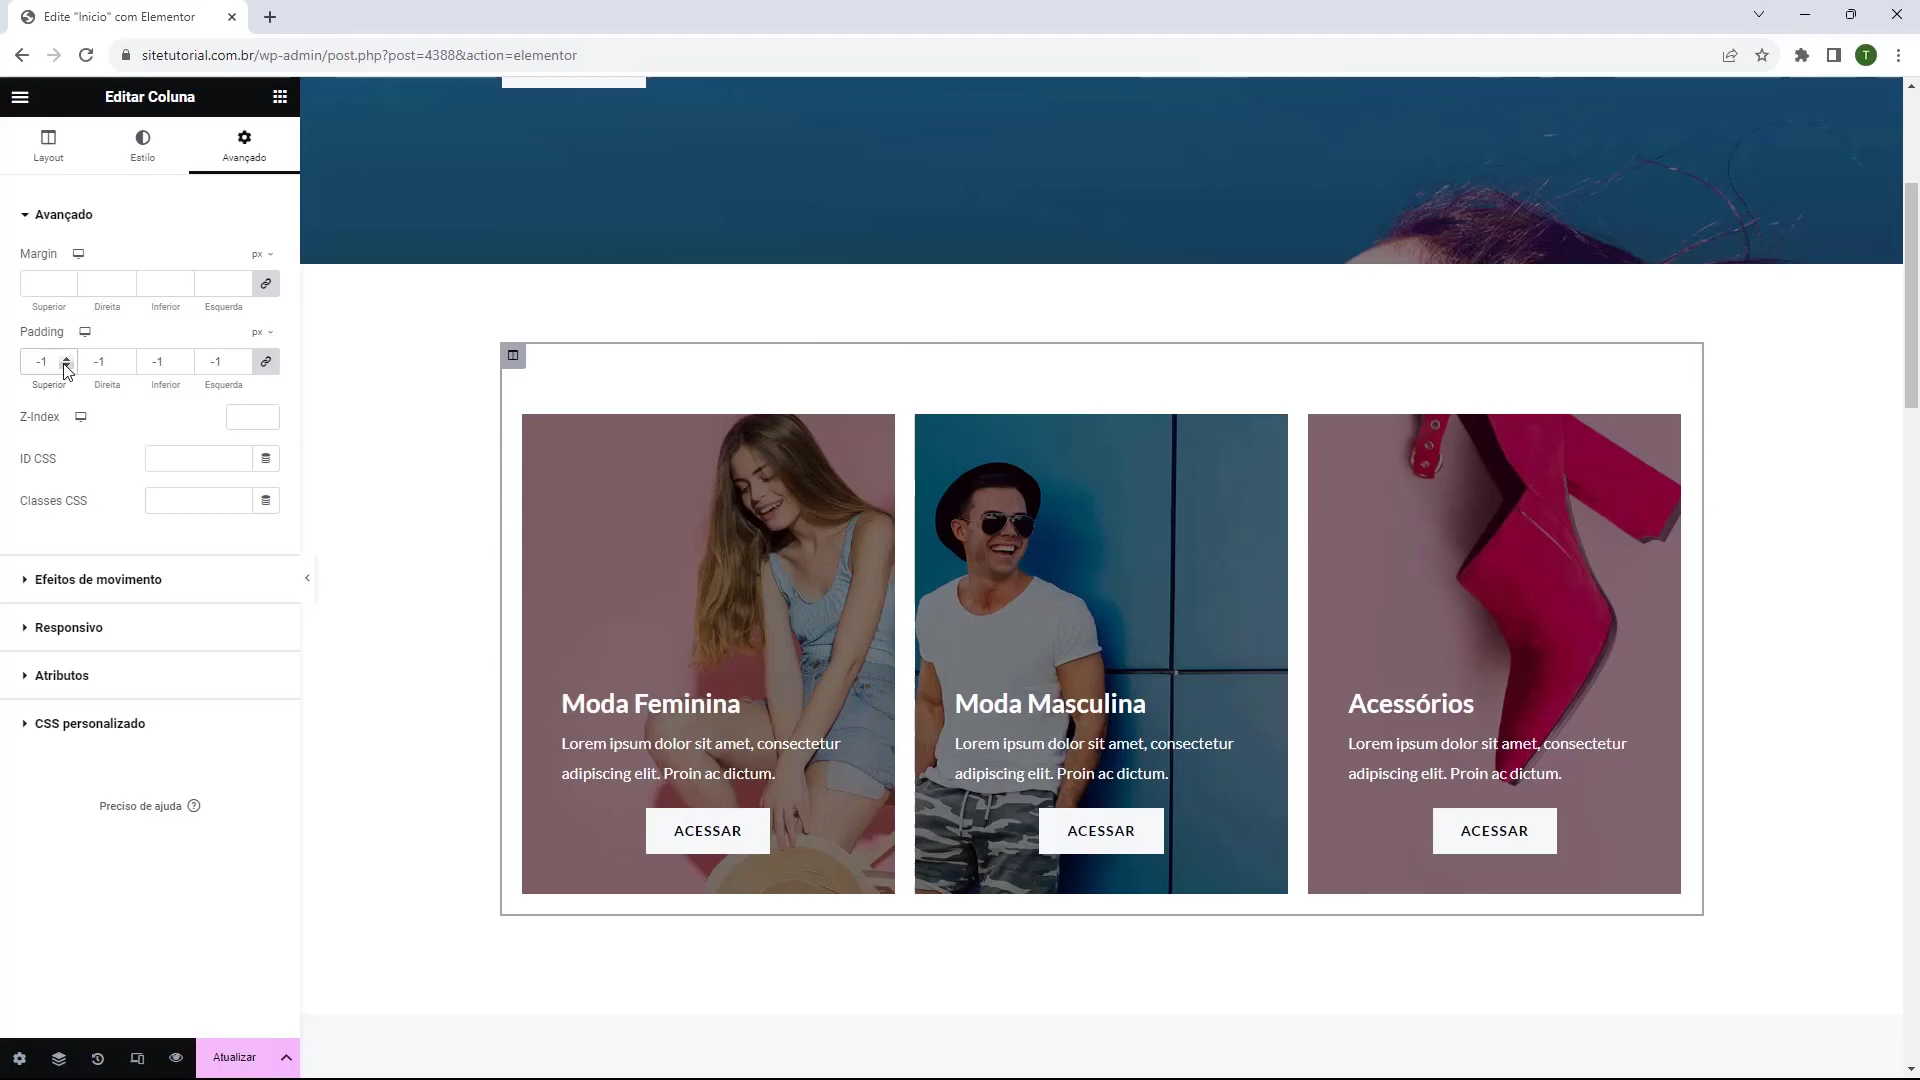 Edite "Inicio" com Elementor
sitetutorial.com.br/wp-admin/post.php?post=4388&action=elementor
T
Editar Coluna
Layout Estilo Avançado
Avançado
Margin px
Superior Direita Inferior Esquerda
Padding px
-1 -1 -1 -1
Superior Direita Inferior Esquerda
Z-Index
ID CSS
Classes CSS
Efeitos de movimento
Responsivo
Atributos
CSS personalizado
Preciso de ajuda
Atualizar
Moda Feminina
Lorem ipsum dolor sit amet, consectetur
adipiscing elit. Proin ac dictum.
ACESSAR
Moda Masculina
Lorem ipsum dolor sit amet, consectetur
adipiscing elit. Proin ac dictum.
ACESSAR
Acessórios
Lorem ipsum dolor sit amet, consectetur
adipiscing elit. Proin ac dictum.
ACESSAR